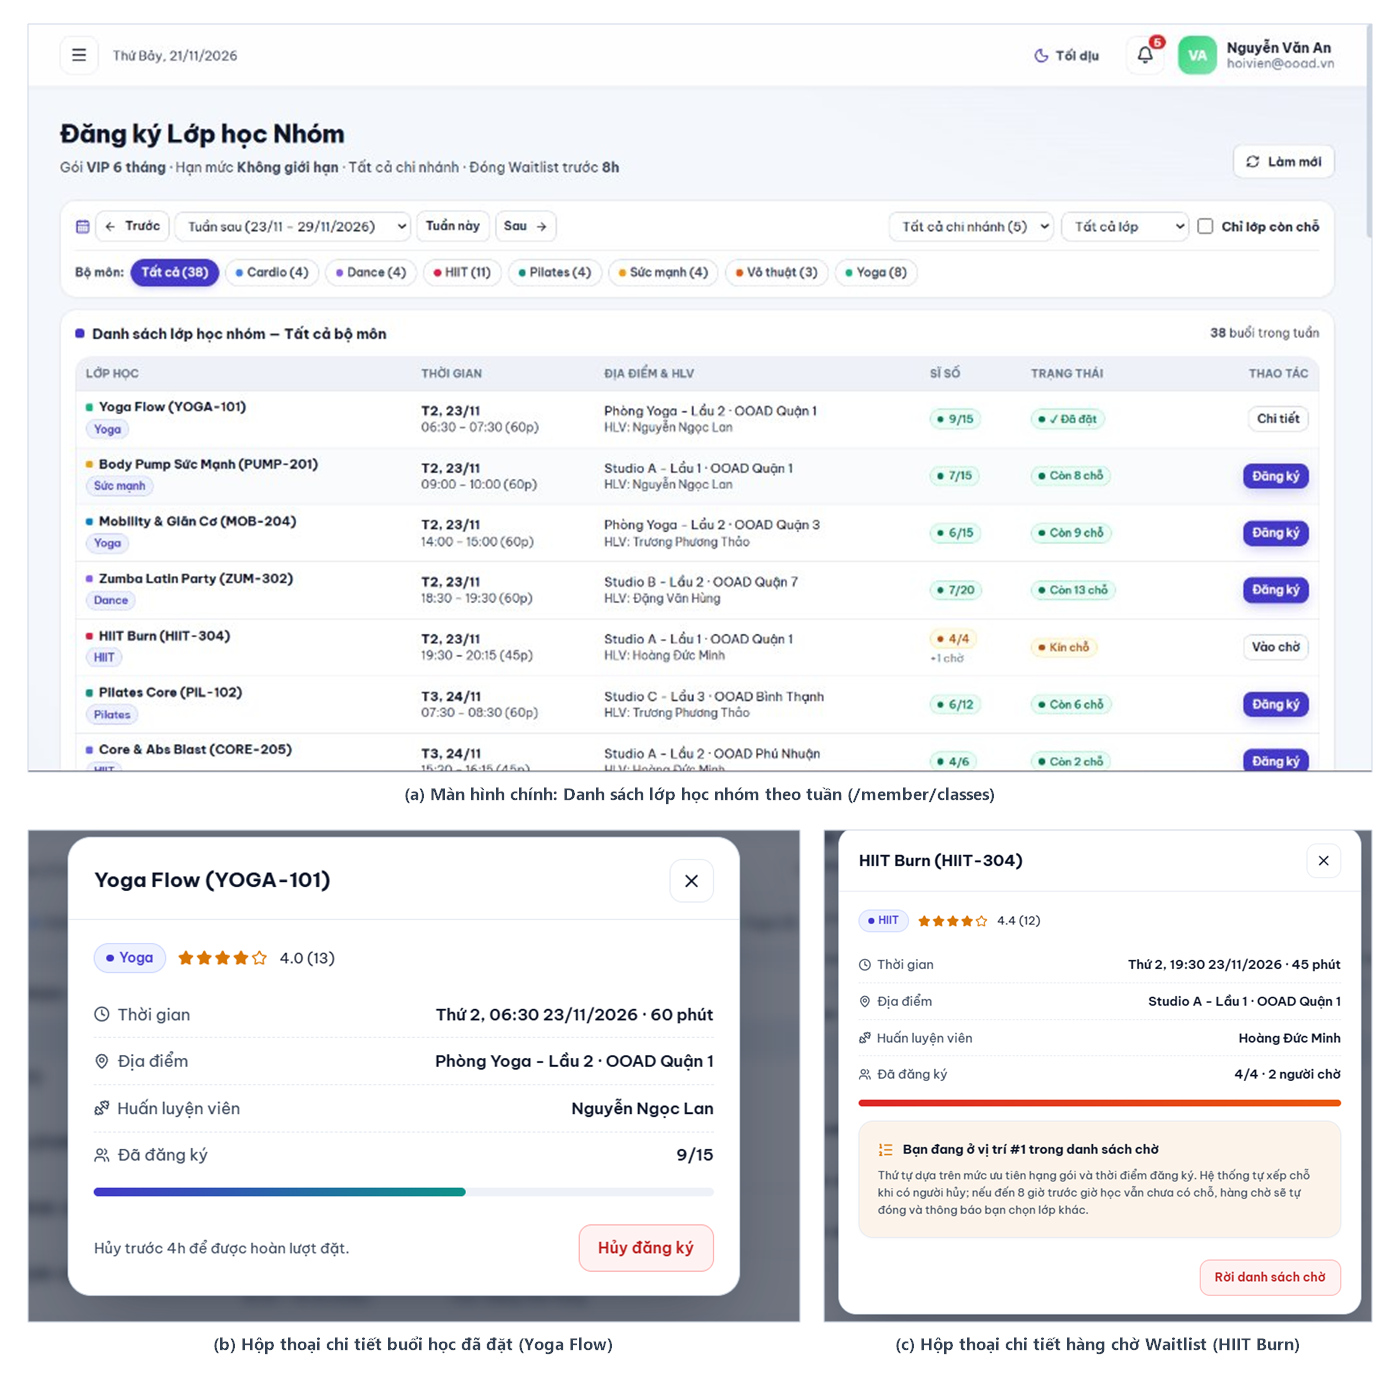 Thứ Bảy, 21/11/2026
Tối dịu
5
VA
Nguyễn Văn An
hoivien@ooad.vn
Đăng ký Lớp học Nhóm
Gói VIP 6 tháng · Hạn mức Không giới hạn · Tất cả chi nhánh · Đóng Waitlist trước 8h
Làm mới
← Trước
Tuần sau (23/11 – 29/11/2026)
Tuần này
Sau →
Tất cả chi nhánh (5)
Tất cả lớp
Chỉ lớp còn chỗ
Bộ môn: Tất cả (38) Cardio (4) Dance (4) HIIT (11) Pilates (4) Sức mạnh (4) Võ thuật (3) Yoga (8)
Danh sách lớp học nhóm — Tất cả bộ môn
38 buổi trong tuần
LỚP HỌC THỜI GIAN ĐỊA ĐIỂM & HLV SĨ SỐ TRẠNG THÁI THAO TÁC
Yoga Flow (YOGA-101)
Yoga
T2, 23/11
06:30 – 07:30 (60p)
Phòng Yoga - Lầu 2 · OOAD Quận 1
HLV: Nguyễn Ngọc Lan
9/15
✓ Đã đặt
Chi tiết
Body Pump Sức Mạnh (PUMP-201)
Sức mạnh
T2, 23/11
09:00 – 10:00 (60p)
Studio A - Lầu 1 · OOAD Quận 1
HLV: Nguyễn Ngọc Lan
7/15
Còn 8 chỗ
Đăng ký
Mobility & Giãn Cơ (MOB-204)
Yoga
T2, 23/11
14:00 – 15:00 (60p)
Phòng Yoga - Lầu 2 · OOAD Quận 3
HLV: Trương Phương Thảo
6/15
Còn 9 chỗ
Đăng ký
Zumba Latin Party (ZUM-302)
Dance
T2, 23/11
18:30 – 19:30 (60p)
Studio B - Lầu 2 · OOAD Quận 7
HLV: Đặng Văn Hùng
7/20
Còn 13 chỗ
Đăng ký
HIIT Burn (HIIT-304)
HIIT
T2, 23/11
19:30 – 20:15 (45p)
Studio A - Lầu 1 · OOAD Quận 1
HLV: Hoàng Đức Minh
4/4
+1 chờ
Kín chỗ
Vào chờ
Pilates Core (PIL-102)
Pilates
T3, 24/11
07:30 – 08:30 (60p)
Studio C - Lầu 3 · OOAD Bình Thạnh
HLV: Trương Phương Thảo
6/12
Còn 6 chỗ
Đăng ký
Core & Abs Blast (CORE-205)
HIIT
T3, 24/11
15:30 – 16:15 (45p)
Studio A - Lầu 2 · OOAD Phú Nhuận
HLV: Hoàng Đức Minh
4/6
Còn 2 chỗ
Đăng ký
(a) Màn hình chính: Danh sách lớp học nhóm theo tuần (/member/classes)
Yoga Flow (YOGA-101)
Yoga
4.0 (13)
Thời gian
Thứ 2, 06:30 23/11/2026 · 60 phút
Địa điểm
Phòng Yoga - Lầu 2 · OOAD Quận 1
Huấn luyện viên
Nguyễn Ngọc Lan
Đã đăng ký
9/15
Hủy trước 4h để được hoàn lượt đặt.
Hủy đăng ký
(b) Hộp thoại chi tiết buổi học đã đặt (Yoga Flow)
HIIT Burn (HIIT-304)
HIIT
4.4 (12)
Thời gian
Thứ 2, 19:30 23/11/2026 · 45 phút
Địa điểm
Studio A - Lầu 1 · OOAD Quận 1
Huấn luyện viên
Hoàng Đức Minh
Đã đăng ký
4/4 · 2 người chờ
Bạn đang ở vị trí #1 trong danh sách chờ
Thứ tự dựa trên mức ưu tiên hạng gói và thời điểm đăng ký. Hệ thống tự xếp chỗ
khi có người hủy; nếu đến 8 giờ trước giờ học vẫn chưa có chỗ, hàng chờ sẽ tự
đóng và thông báo bạn chọn lớp khác.
Rời danh sách chờ
(c) Hộp thoại chi tiết hàng chờ Waitlist (HIIT Burn)